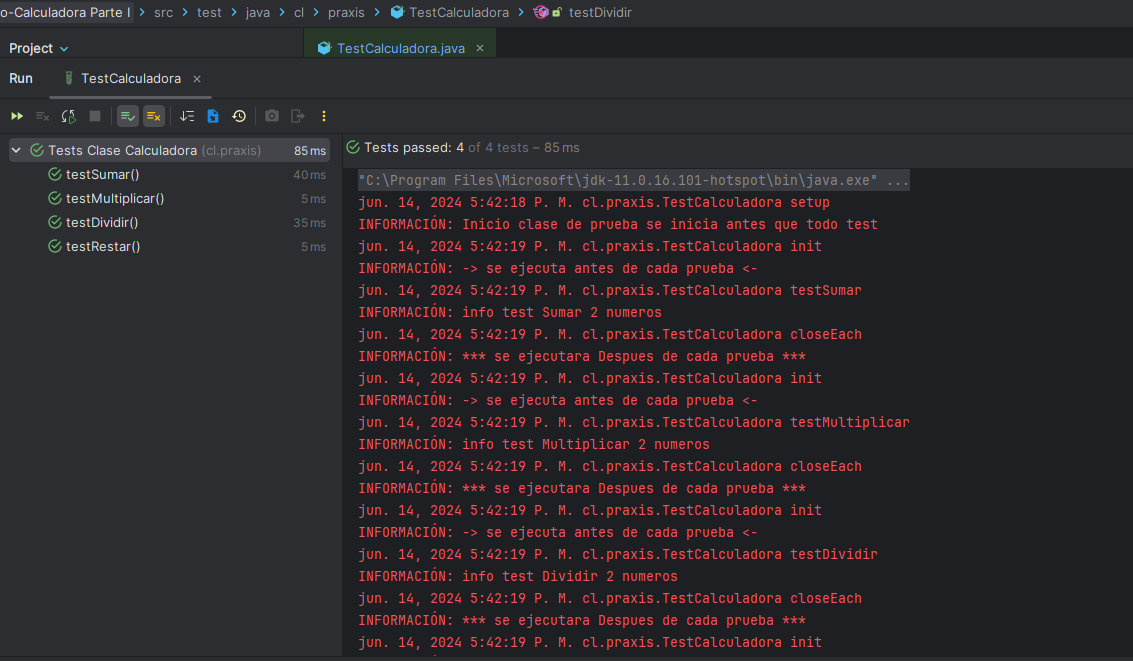 o-Calculadora Parte I > src > test > java > cl > praxis > TestCalculadora > testDividir
Project
TestCalculadora.java ×
Run TestCalculadora ×
Tests Clase Calculadora (cl.praxis) 85 ms
testSumar() 40 ms
testMultiplicar() 5 ms
testDividir() 35 ms
testRestar() 5 ms
Tests passed: 4 of 4 tests – 85 ms
"C:\Program Files\Microsoft\jdk-11.0.16.101-hotspot\bin\java.exe" ...
jun. 14, 2024 5:42:18 P. M. cl.praxis.TestCalculadora setup
INFORMACIÓN: Inicio clase de prueba se inicia antes que todo test
jun. 14, 2024 5:42:19 P. M. cl.praxis.TestCalculadora init
INFORMACIÓN: -> se ejecuta antes de cada prueba <-
jun. 14, 2024 5:42:19 P. M. cl.praxis.TestCalculadora testSumar
INFORMACIÓN: info test Sumar 2 numeros
jun. 14, 2024 5:42:19 P. M. cl.praxis.TestCalculadora closeEach
INFORMACIÓN: *** se ejecutara Despues de cada prueba ***
jun. 14, 2024 5:42:19 P. M. cl.praxis.TestCalculadora init
INFORMACIÓN: -> se ejecuta antes de cada prueba <-
jun. 14, 2024 5:42:19 P. M. cl.praxis.TestCalculadora testMultiplicar
INFORMACIÓN: info test Multiplicar 2 numeros
jun. 14, 2024 5:42:19 P. M. cl.praxis.TestCalculadora closeEach
INFORMACIÓN: *** se ejecutara Despues de cada prueba ***
jun. 14, 2024 5:42:19 P. M. cl.praxis.TestCalculadora init
INFORMACIÓN: -> se ejecuta antes de cada prueba <-
jun. 14, 2024 5:42:19 P. M. cl.praxis.TestCalculadora testDividir
INFORMACIÓN: info test Dividir 2 numeros
jun. 14, 2024 5:42:19 P. M. cl.praxis.TestCalculadora closeEach
INFORMACIÓN: *** se ejecutara Despues de cada prueba ***
jun. 14, 2024 5:42:19 P. M. cl.praxis.TestCalculadora init